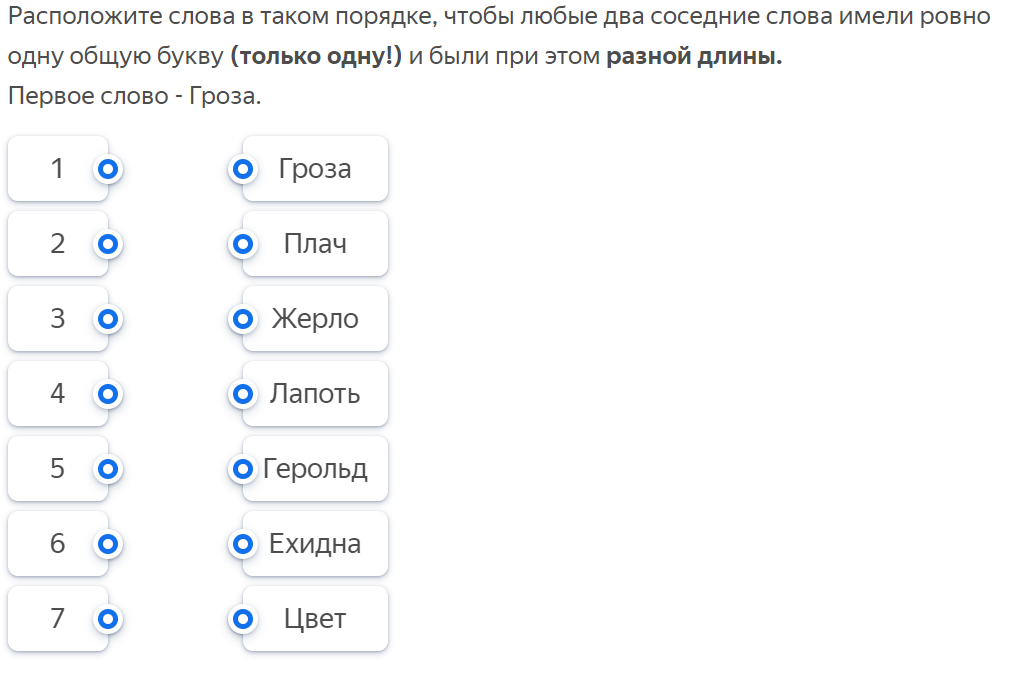 Расположите слова в таком порядке, чтобы любые два соседние слова имели ровно
одну общую букву (только одну!) и были при этом разной длины.
Первое слово - Гроза.
1 Гроза
2 Плач
3 Жерло
4 Лапоть
5 Герольд
6 Ехидна
7 Цвет